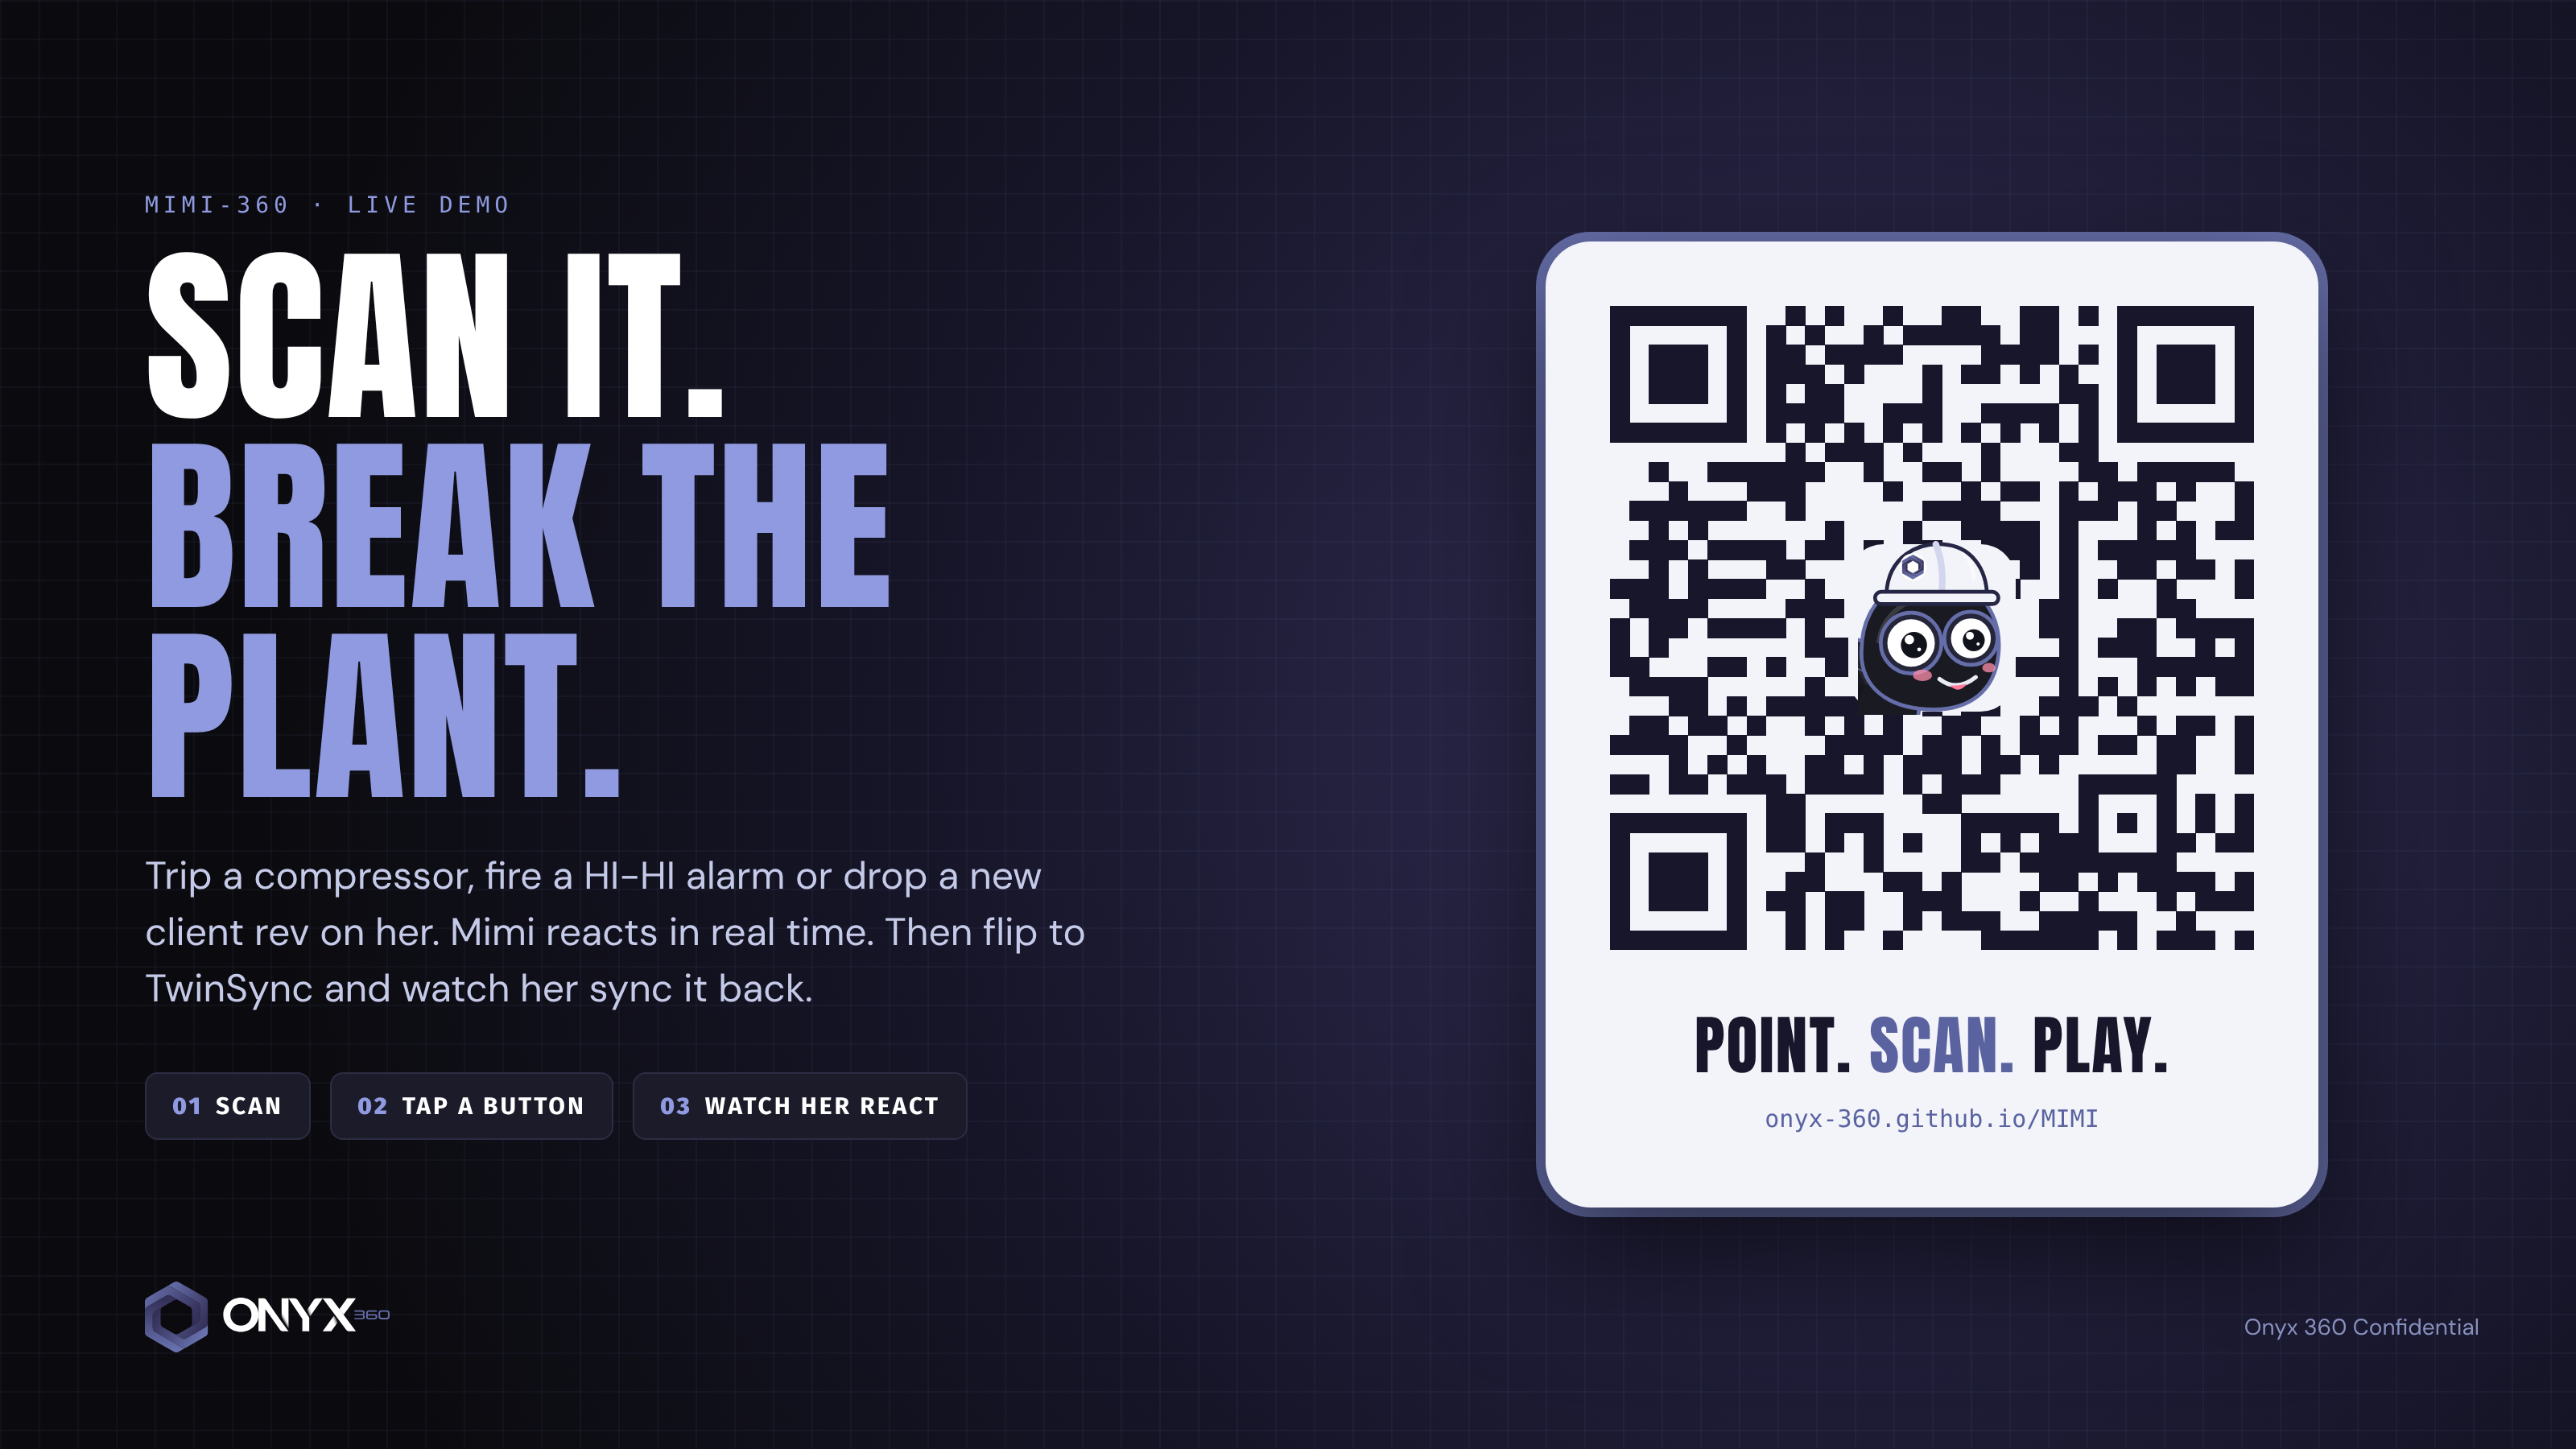 MIMI-360 · LIVE DEMO
SCAN IT.
BREAK THE
PLANT.
Trip a compressor, fire a HI-HI alarm or drop a new
client rev on her. Mimi reacts in real time. Then flip to
TwinSync and watch her sync it back.
01 SCAN
02 TAP A BUTTON
03 WATCH HER REACT
POINT. SCAN. PLAY.
onyx-360.github.io/MIMI
ONYX 360
Onyx 360 Confidential